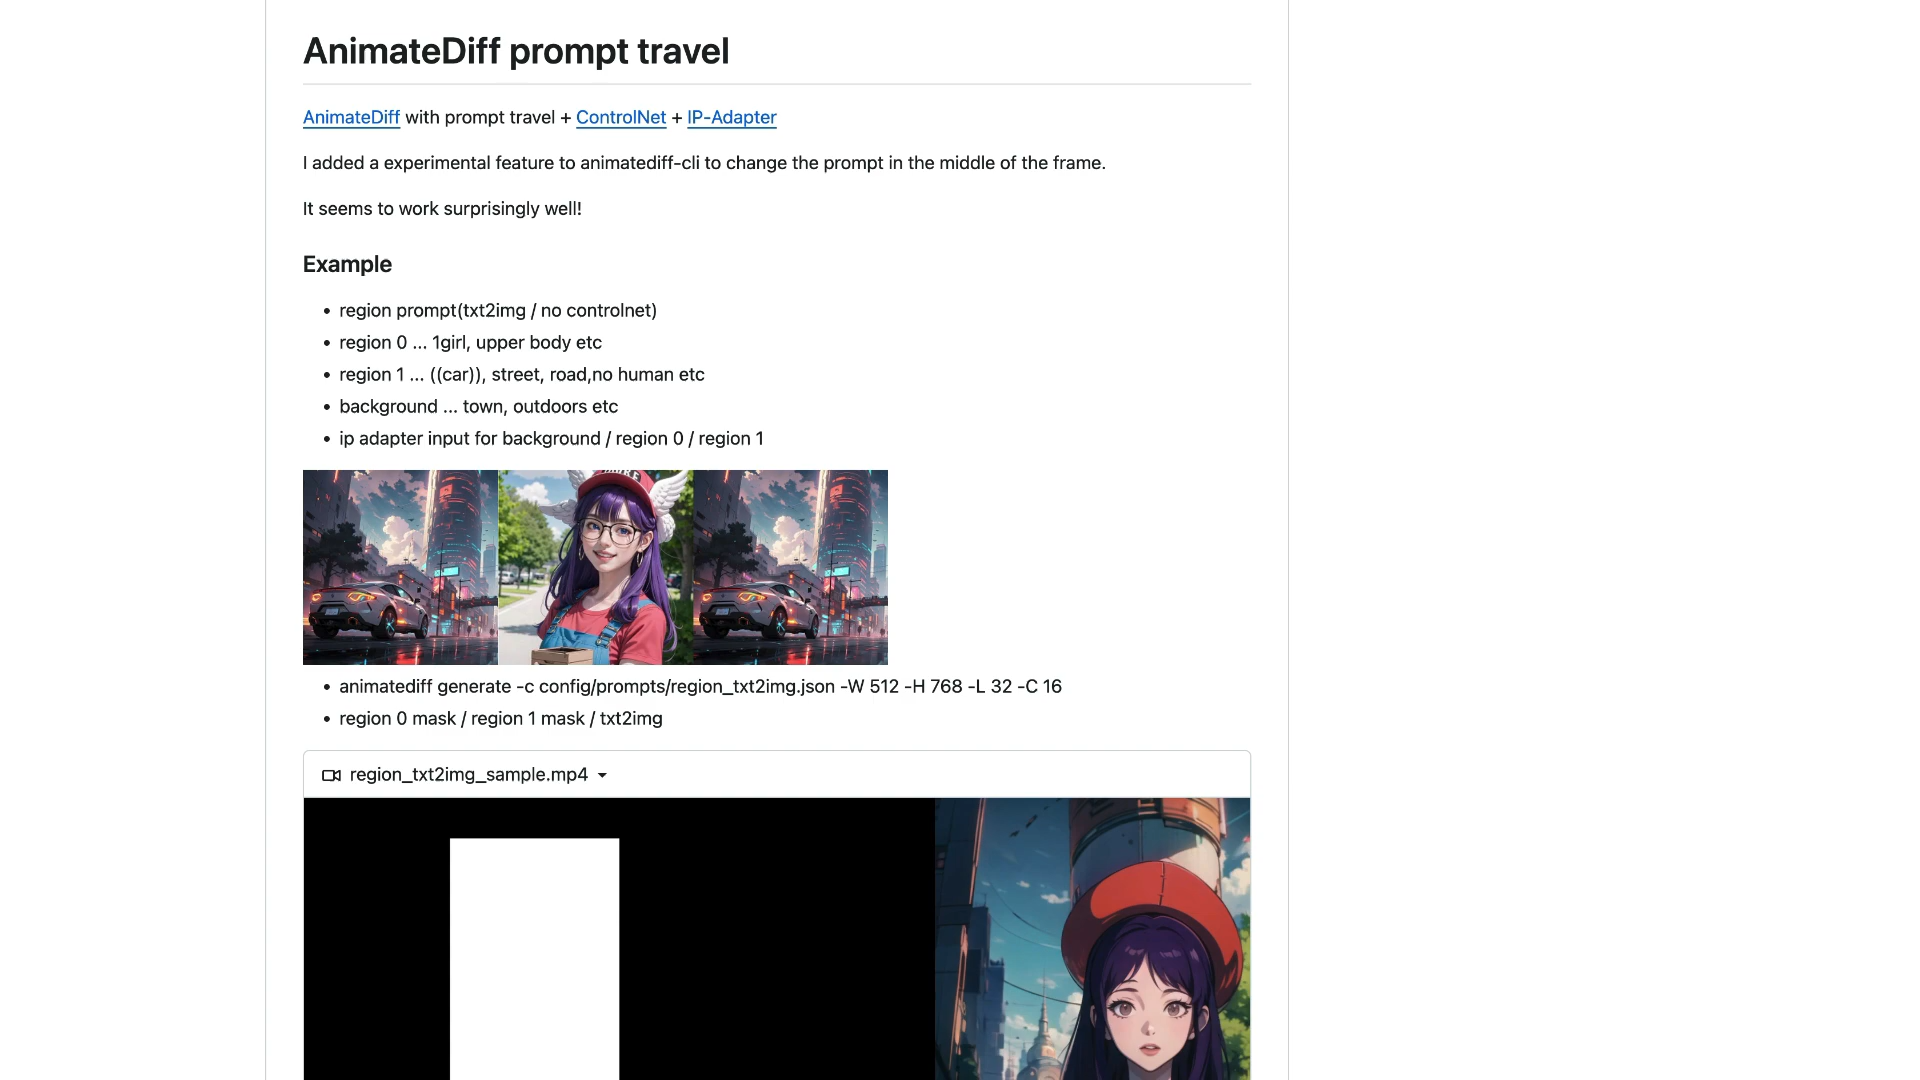 AnimateDiff prompt travel
AnimateDiff with prompt travel + ControlNet + IP-Adapter
I added a experimental feature to animatediff-cli to change the prompt in the middle of the frame.
It seems to work surprisingly well!
Example
• region prompt(txt2img / no controlnet)
• region 0 ... 1girl, upper body etc
• region 1 ... ((car)), street, road,no human etc
• background ... town, outdoors etc
• ip adapter input for background / region 0 / region 1
• animatediff generate -c config/prompts/region_txt2img.json -W 512 -H 768 -L 32 -C 16
• region 0 mask / region 1 mask / txt2img
region_txt2img_sample.mp4